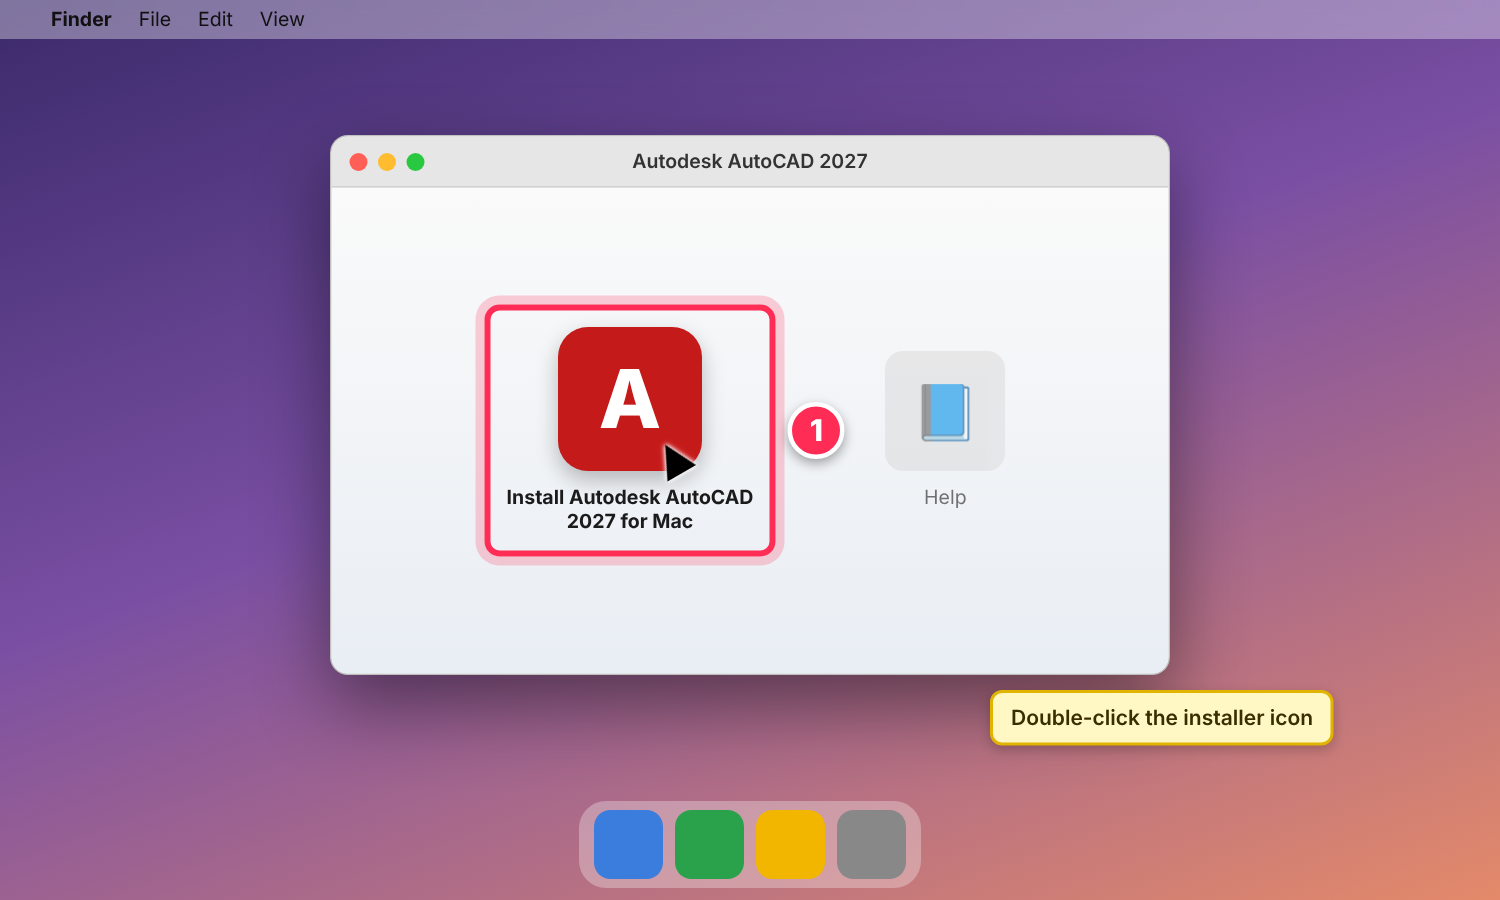 Finder File Edit View
Autodesk AutoCAD 2027
A
1
Install Autodesk AutoCAD
2027 for Mac
Help
Double-click the installer icon